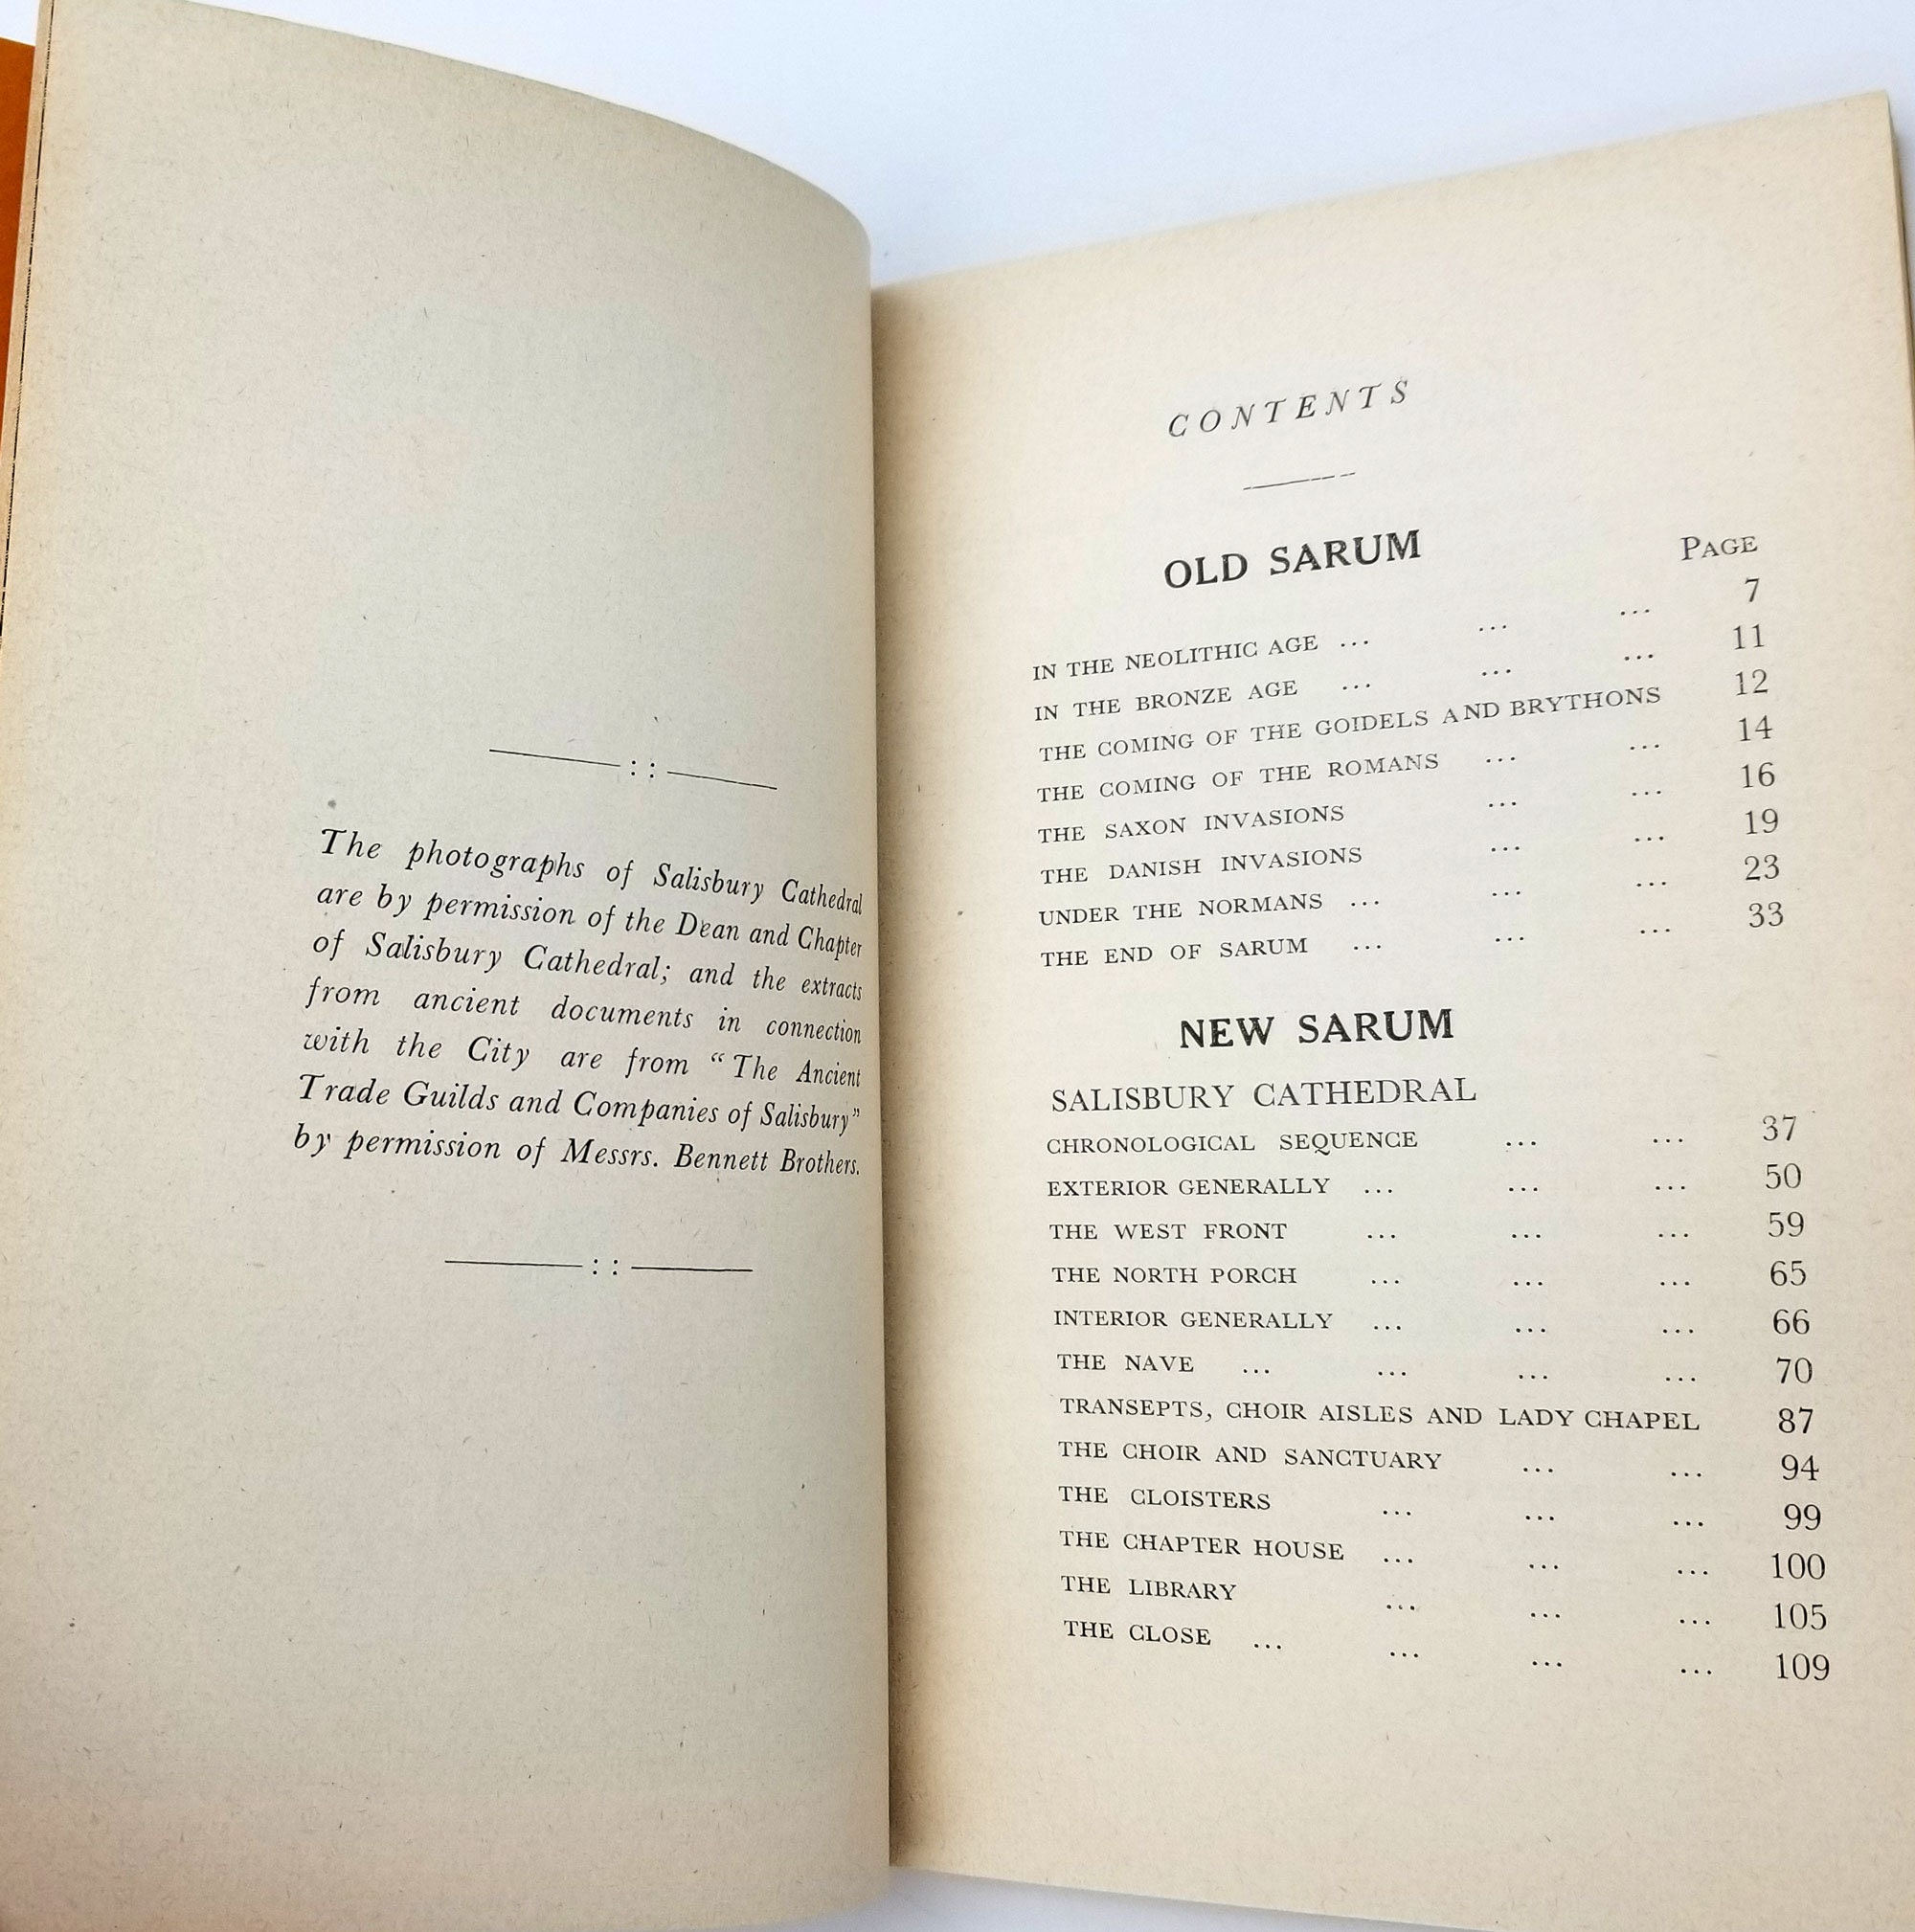 The photographs of Salisbury Cathedral
are by permission of the Dean and Chapter
of Salisbury Cathedral; and the extracts
from ancient documents in connection
with the City are from “The Ancient
Trade Guilds and Companies of Salisbury”
by permission of Messrs. Bennett Brothers.
CONTENTS
OLD SARUM
PAGE
IN THE NEOLITHIC AGE ... ... ... 7
IN THE BRONZE AGE ... ... ... 11
THE COMING OF THE GOIDELS AND BRYTHONS 12
THE COMING OF THE ROMANS ... ... 14
THE SAXON INVASIONS ... ... 16
THE DANISH INVASIONS ... ... 19
UNDER THE NORMANS ... ... ... 23
THE END OF SARUM ... ... ... 33
NEW SARUM
SALISBURY CATHEDRAL
CHRONOLOGICAL SEQUENCE ... ... 37
EXTERIOR GENERALLY ... ... ... 50
THE WEST FRONT ... ... ... 59
THE NORTH PORCH ... ... ... 65
INTERIOR GENERALLY ... ... ... 66
THE NAVE ... ... ... ... 70
TRANSEPTS, CHOIR AISLES AND LADY CHAPEL 87
THE CHOIR AND SANCTUARY ... ... 94
THE CLOISTERS ... ... ... 99
THE CHAPTER HOUSE ... ... ... 100
THE LIBRARY ... ... ... 105
THE CLOSE ... ... ... ... 109